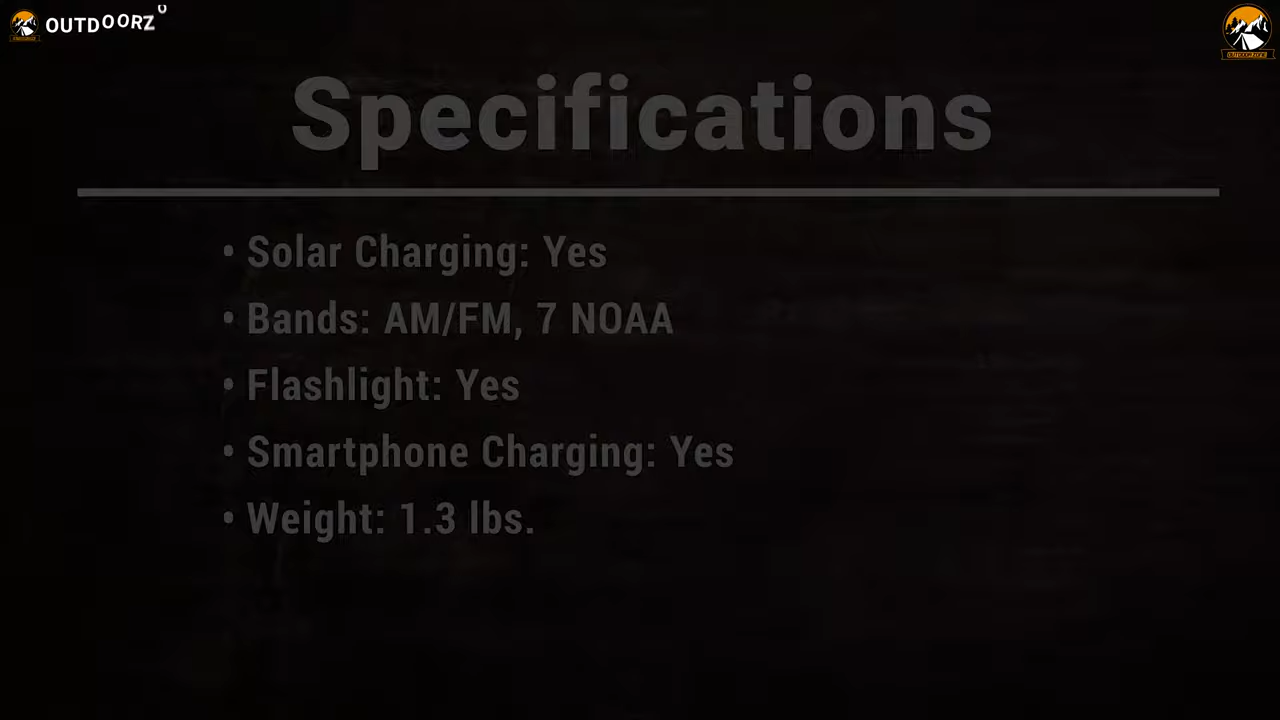 OUTDOORZ
OUTDOORZONE
Specifications
• Solar Charging: Yes
• Bands: AM/FM, 7 NOAA
• Flashlight: Yes
• Smartphone Charging: Yes
• Weight: 1.3 lbs.